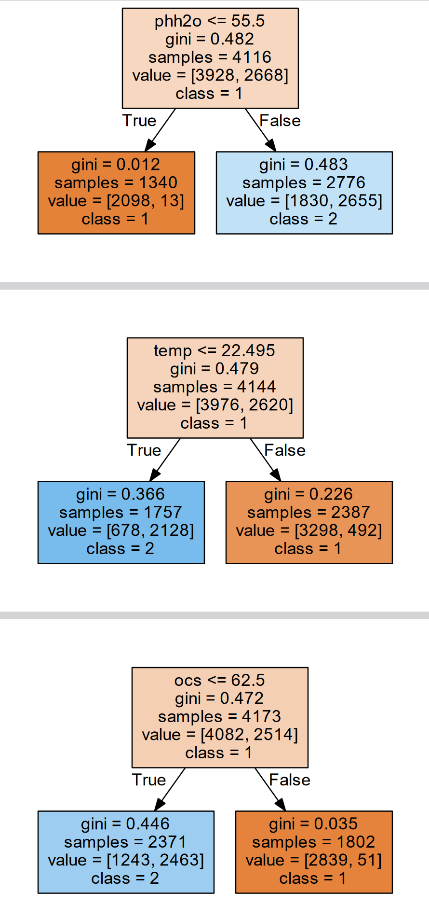 phh2o <= 55.5
gini = 0.482
samples = 4116
value = [3928, 2668]
class = 1
True
False
gini = 0.012
samples = 1340
value = [2098, 13]
class = 1
gini = 0.483
samples = 2776
value = [1830, 2655]
class = 2
temp <= 22.495
gini = 0.479
samples = 4144
value = [3976, 2620]
class = 1
True
False
gini = 0.366
samples = 1757
value = [678, 2128]
class = 2
gini = 0.226
samples = 2387
value = [3298, 492]
class = 1
ocs <= 62.5
gini = 0.472
samples = 4173
value = [4082, 2514]
class = 1
True
False
gini = 0.446
samples = 2371
value = [1243, 2463]
class = 2
gini = 0.035
samples = 1802
value = [2839, 51]
class = 1